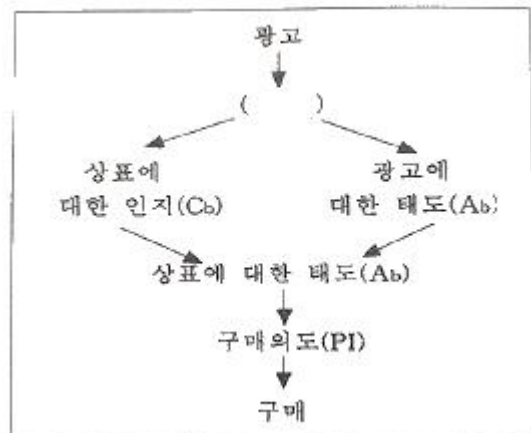 광고
(          )
상표에 광고에
대한 인지(Cb) 대한 태도(Ab)
상표에 대한 태도(Ab)
구매의도(PI)
구매